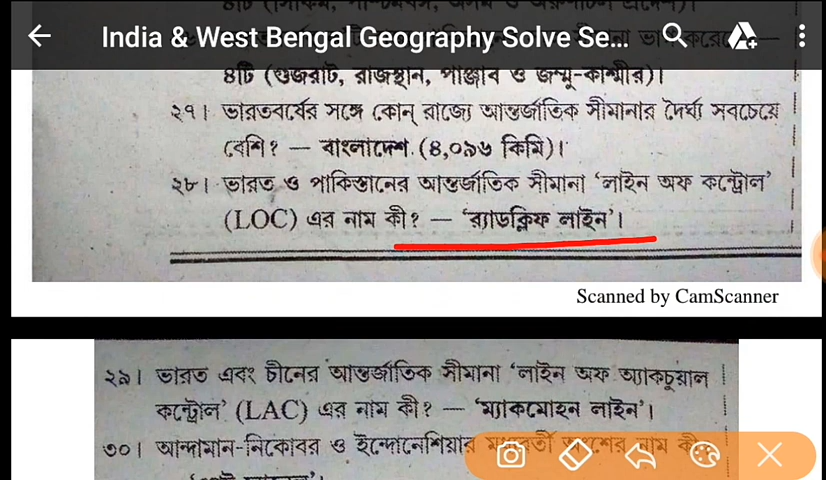 India & West Bengal Geography Solve Se...
৪টি (গুজরাট, রাজস্থান, পাঞ্জাব ও জম্মু-কাশ্মীর)।
২৭। ভারতবর্ষের সঙ্গে কোন্ রাজ্যে আন্তর্জাতিক সীমানার দৈর্ঘ্য সবচেয়ে
বেশি? — বাংলাদেশ (৪,০৯৬ কিমি)।
২৮। ভারত ও পাকিস্তানের আন্তর্জাতিক সীমানা ‘লাইন অফ কন্ট্রোল’
(LOC) এর নাম কী? — ‘র‍্যাডক্লিফ লাইন’।
Scanned by CamScanner
২৯। ভারত এবং চীনের আন্তর্জাতিক সীমানা ‘লাইন অফ অ্যাকচুয়াল
কন্ট্রোল’ (LAC) এর নাম কী? — ‘ম্যাকমোহন লাইন’।
৩০। আন্দামান-নিকোবর ও ইন্দোনেশিয়ার নাম কী